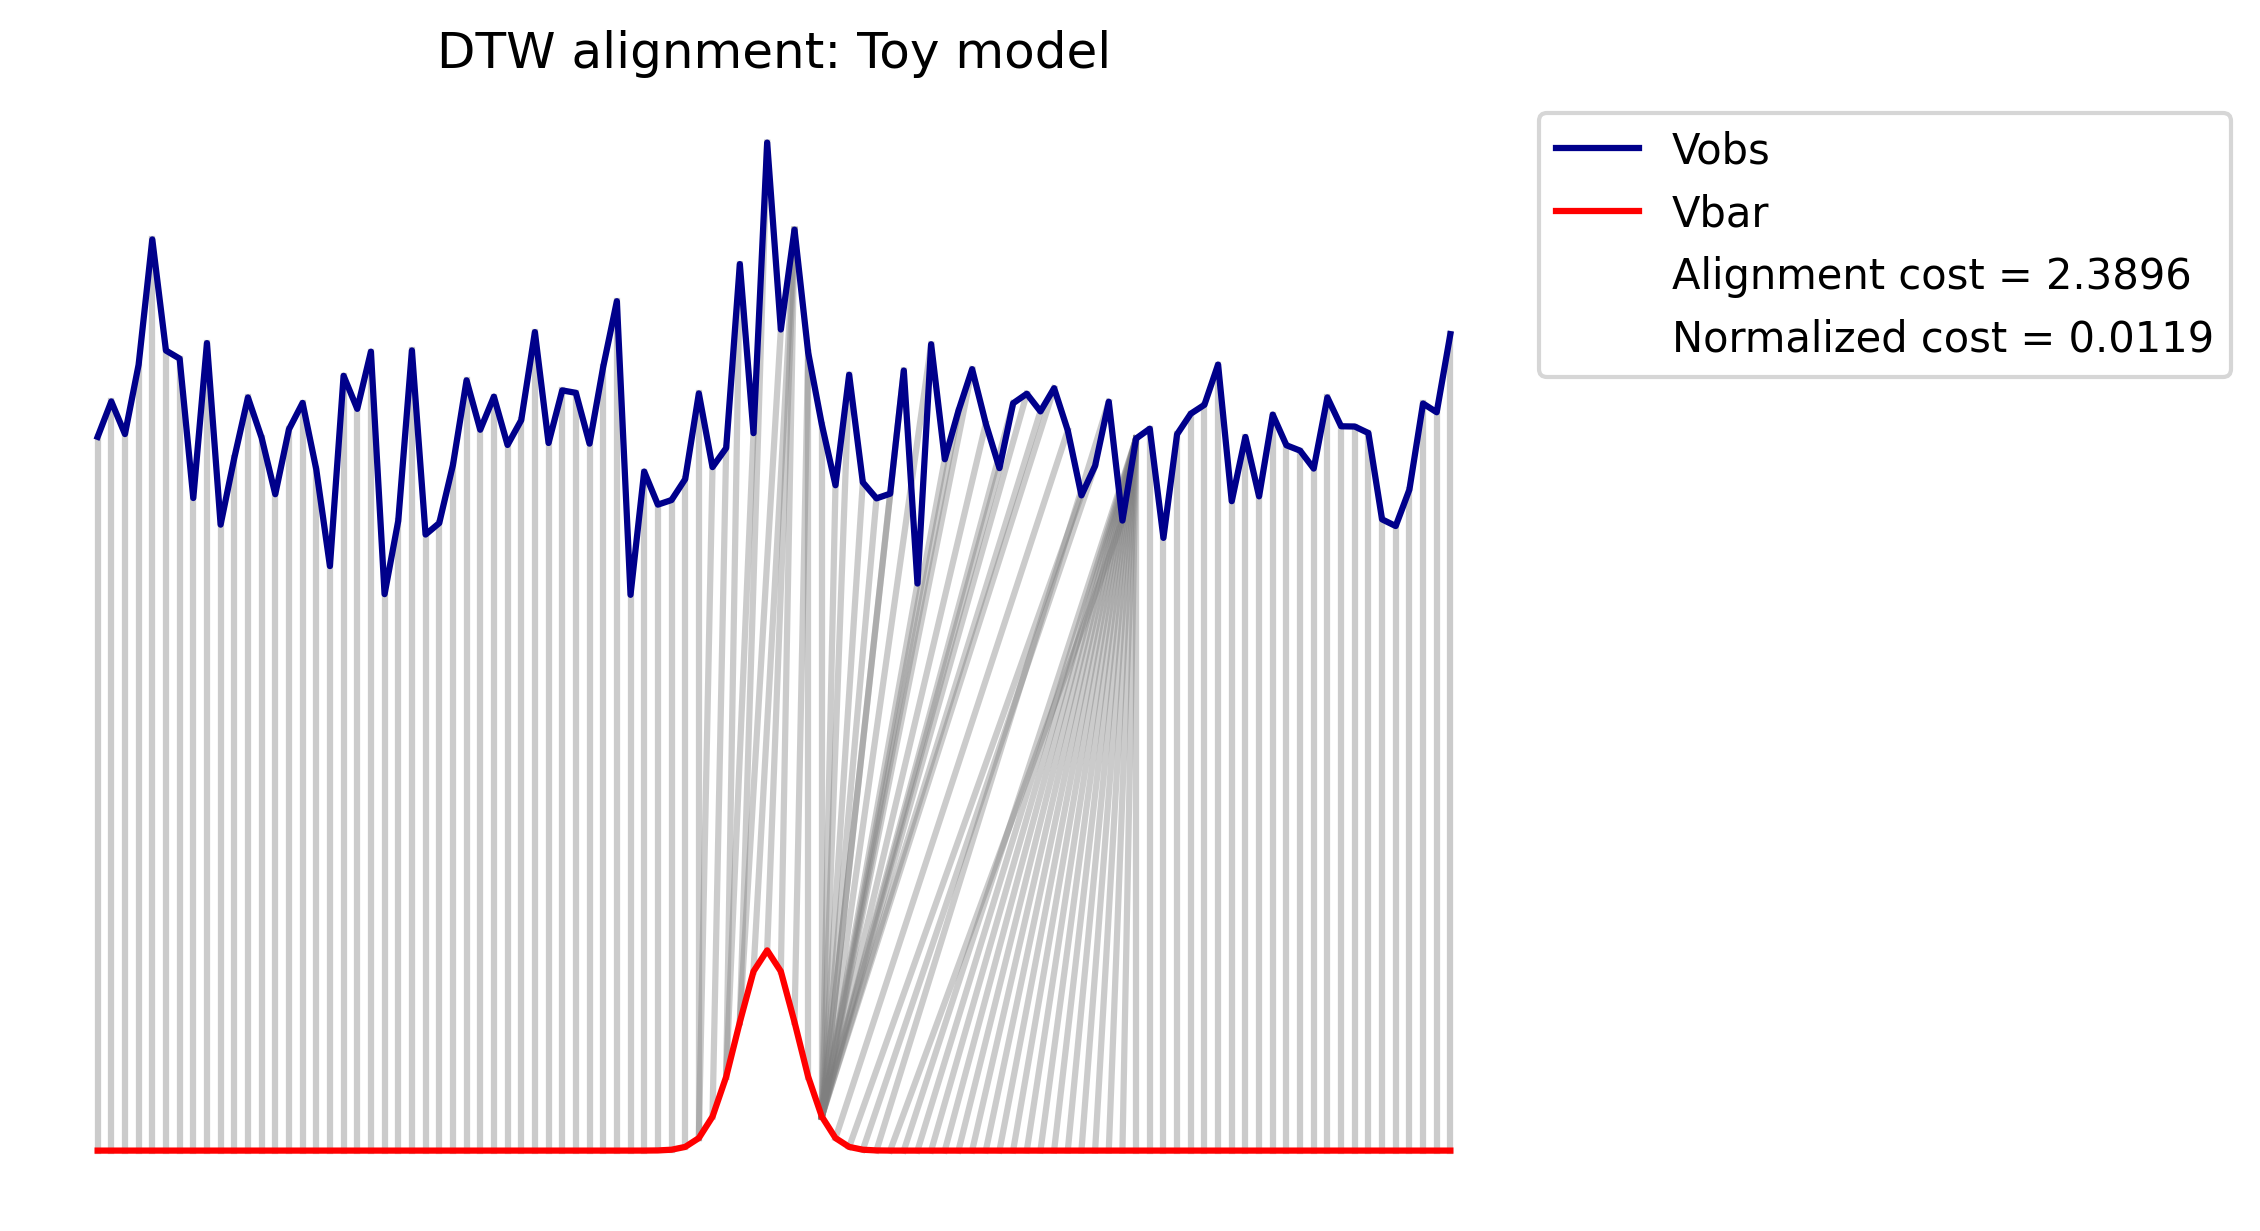 DTW alignment: Toy model
Vobs
Vbar
Alignment cost = 2.3896
Normalized cost = 0.0119